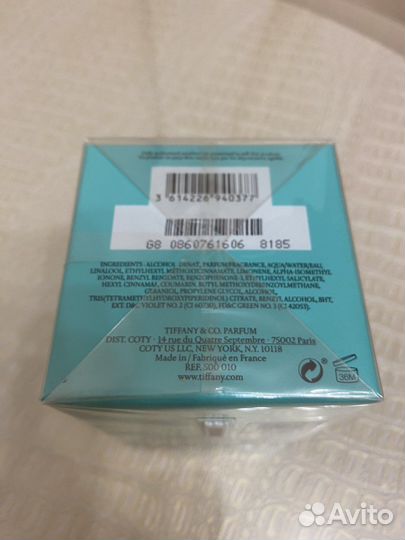 3 614226 940377
G8 0860761606 8185
INGREDIENTS: ALCOHOL DENAT., PARFUM/FRAGRANCE, AQUA/WATER/EAU,
LINALOOL, ETHYLHEXYL METHOXYCINNAMATE, LIMONENE, ALPHA-ISOMETHYL
IONONE, BENZYL BENZOATE, BENZOPHENONE-3, ETHYLHEXYL SALICYLATE,
HEXYL CINNAMAL, COUMARIN, BUTYL METHOXYDIBENZOYLMETHANE,
GERANIOL, PROPYLENE GLYCOL, ALCOHOL,
TRIS(TETRAMETHYLHYDROXYPIPERIDINOL) CITRATE, BENZYL ALCOHOL, BHT,
EXT. D&C VIOLET NO. 2 (CI 60730), FD&C GREEN NO. 3 (CI 42053).
TIFFANY & CO. PARFUM
DIST. COTY · 14 rue du Quatre Septembre - 75002 Paris
COTY US LLC, NEW YORK, N.Y. 10118
Made in / Fabriqué en France
REF. 500 010
www.tiffany.com
36M
Avito